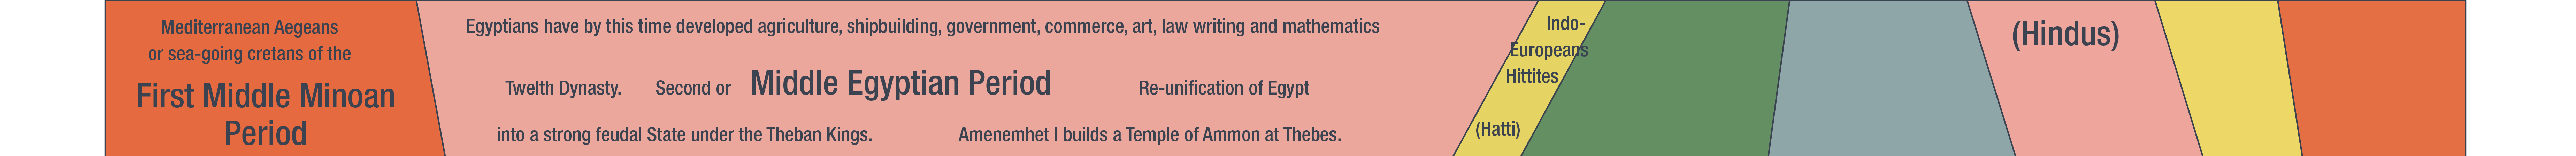 Mediterranean Aegeans
or sea-going cretans of the
First Middle Minoan
Period
Egyptians have by this time developed agriculture, shipbuilding, government, commerce, art, law writing and mathematics
Twelth Dynasty. Second or Middle Egyptian Period Re-unification of Egypt
into a strong feudal State under the Theban Kings. Amenemhet I builds a Temple of Ammon at Thebes.
Indo-
Europeans
Hittites
(Hatti)
(Hindus)